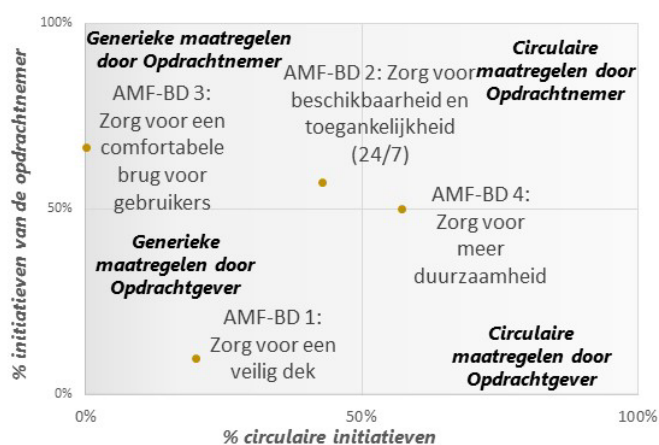 100%
Generieke maatregelen
door Opdrachtnemer
Circulaire
maatregelen door
Opdrachtnemer
AMF-BD 2: Zorg voor
beschikbaarheid en
toegankelijkheid
(24/7)
AMF-BD 3:
Zorg voor een
comfortabele
brug voor
gebruikers
% initiatieven van de opdrachtnemer
50%
AMF-BD 4:
Zorg voor
meer
duurzaamheid
Generieke
maatregelen door
Opdrachtgever
AMF-BD 1:
Zorg voor een
veilig dek
Circulaire
maatregelen door
Opdrachtgever
0%
0%
50%
100%
% circulaire initiatieven